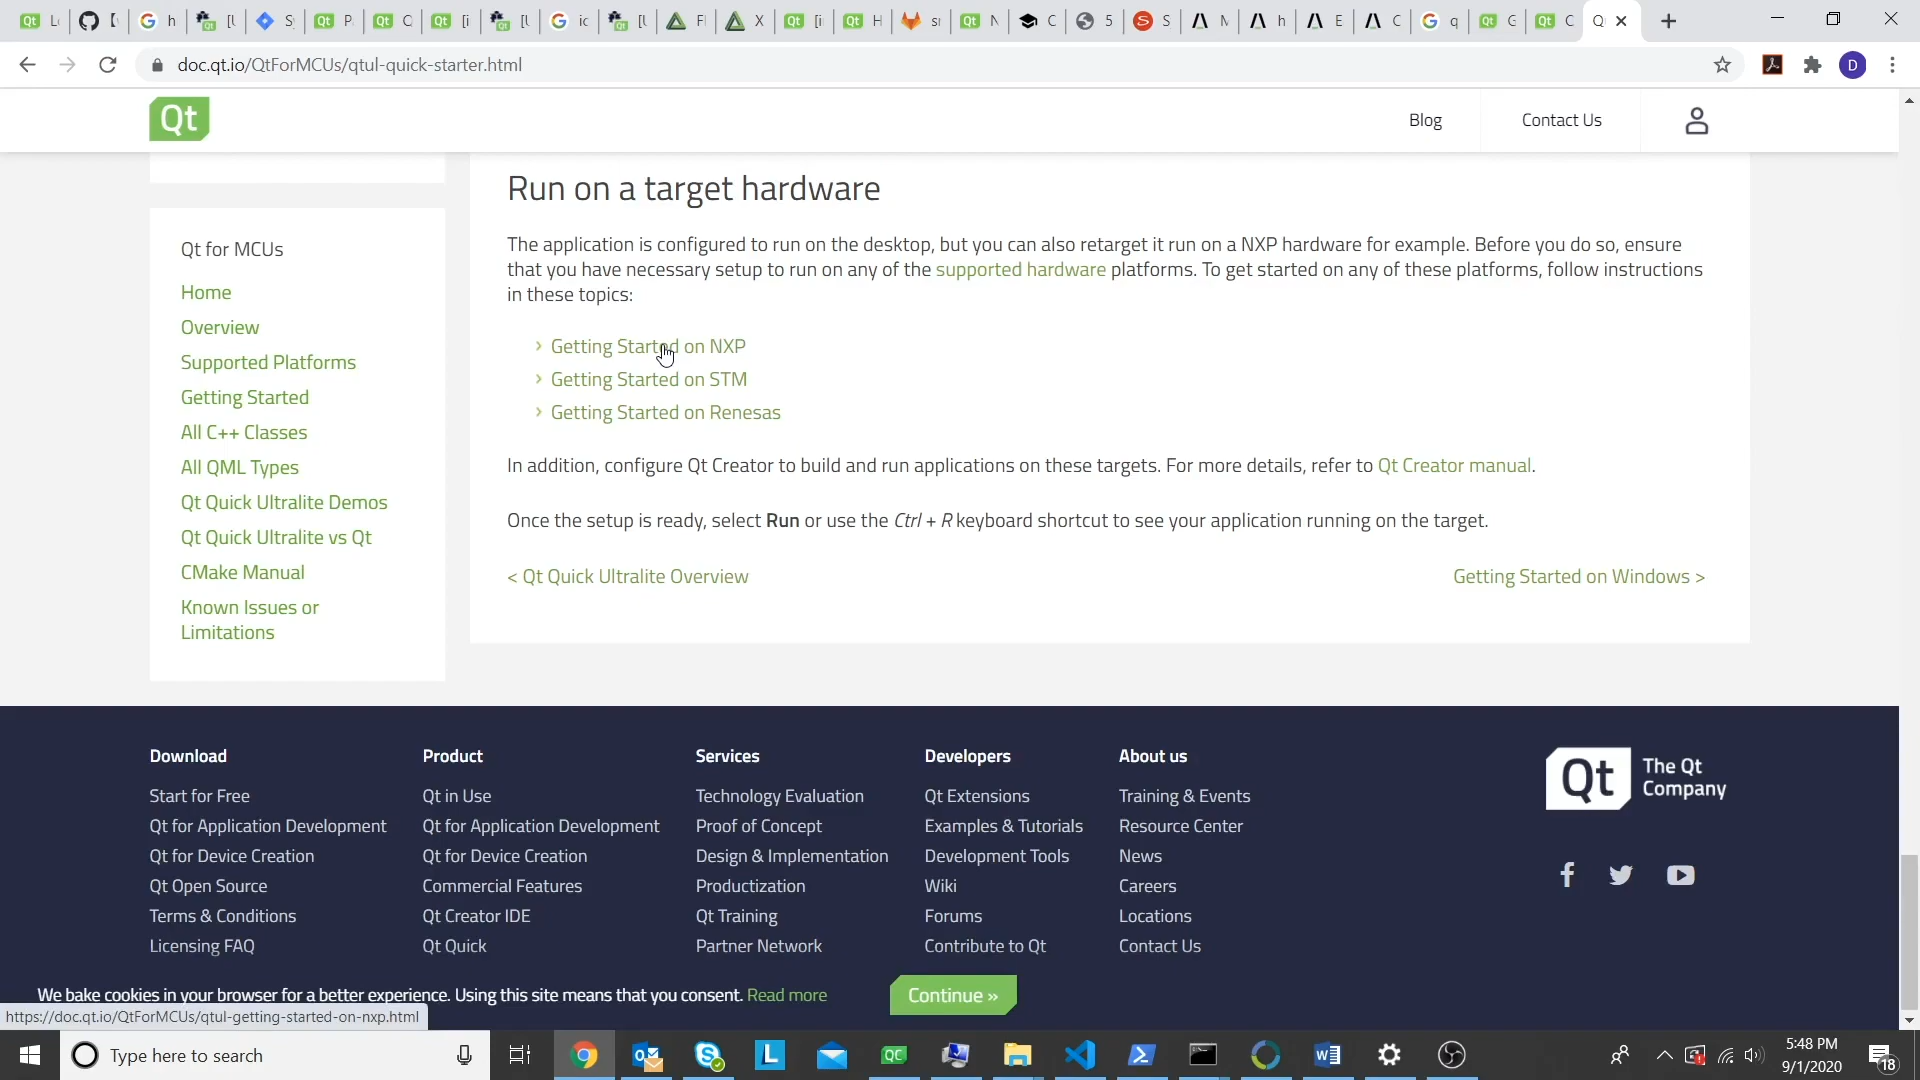 Qt
L
h
[
S
P
C
[i
[
ic
[
F
X
[i
H
sr
N
C
5
S
M
h
E
C
q
G
C
Q
doc.qt.io/QtForMCUs/qtul-quick-starter.html
D
Qt
Blog
Contact Us
Qt for MCUs
Home
Overview
Supported Platforms
Getting Started
All C++ Classes
All QML Types
Qt Quick Ultralite Demos
Qt Quick Ultralite vs Qt
CMake Manual
Known Issues or
Limitations
Run on a target hardware
The application is configured to run on the desktop, but you can also retarget it run on a NXP hardware for example. Before you do so, ensure
that you have necessary setup to run on any of the supported hardware platforms. To get started on any of these platforms, follow instructions
in these topics:
Getting Started on NXP
Getting Started on STM
Getting Started on Renesas
In addition, configure Qt Creator to build and run applications on these targets. For more details, refer to Qt Creator manual.
Once the setup is ready, select Run or use the Ctrl + R keyboard shortcut to see your application running on the target.
< Qt Quick Ultralite Overview
Getting Started on Windows >
Download
Start for Free
Qt for Application Development
Qt for Device Creation
Qt Open Source
Terms & Conditions
Licensing FAQ
Product
Qt in Use
Qt for Application Development
Qt for Device Creation
Commercial Features
Qt Creator IDE
Qt Quick
Services
Technology Evaluation
Proof of Concept
Design & Implementation
Productization
Qt Training
Partner Network
Developers
Qt Extensions
Examples & Tutorials
Development Tools
Wiki
Forums
Contribute to Qt
About us
Training & Events
Resource Center
News
Careers
Locations
Contact Us
Qt The Qt
Company
We bake cookies in your browser for a better experience. Using this site means that you consent. Read more
Continue »
https://doc.qt.io/QtForMCUs/qtul-getting-started-on-nxp.html
Type here to search
5:48 PM
9/1/2020
18